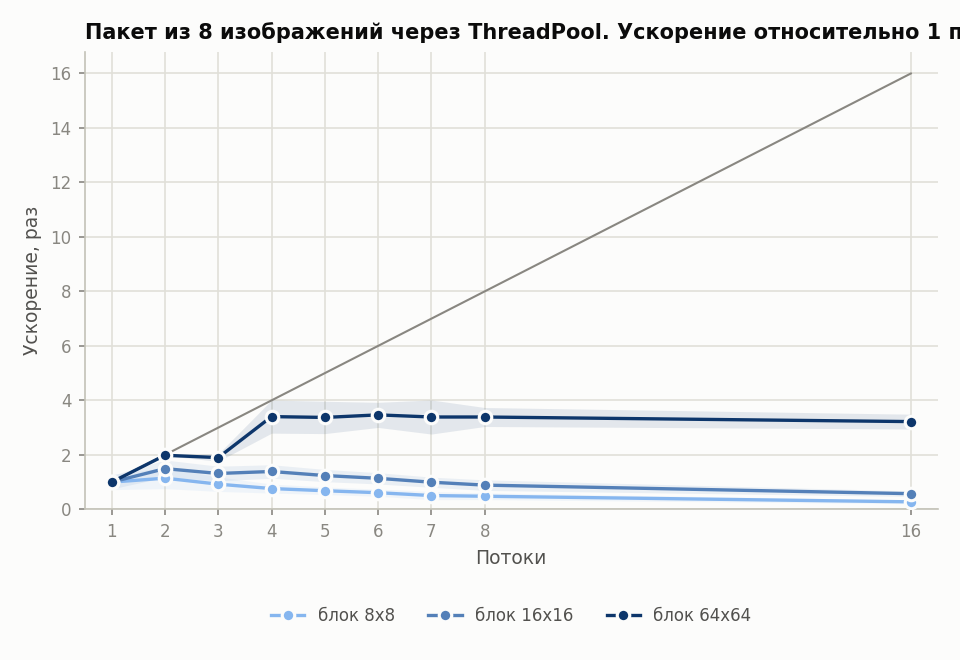 Пакет из 8 изображений через ThreadPool. Ускорение относительно 1 п
Ускорение, раз
16
14
12
10
8
6
4
2
0
1 2 3 4 5 6 7 8 16
Потоки
блок 8x8 блок 16x16 блок 64x64